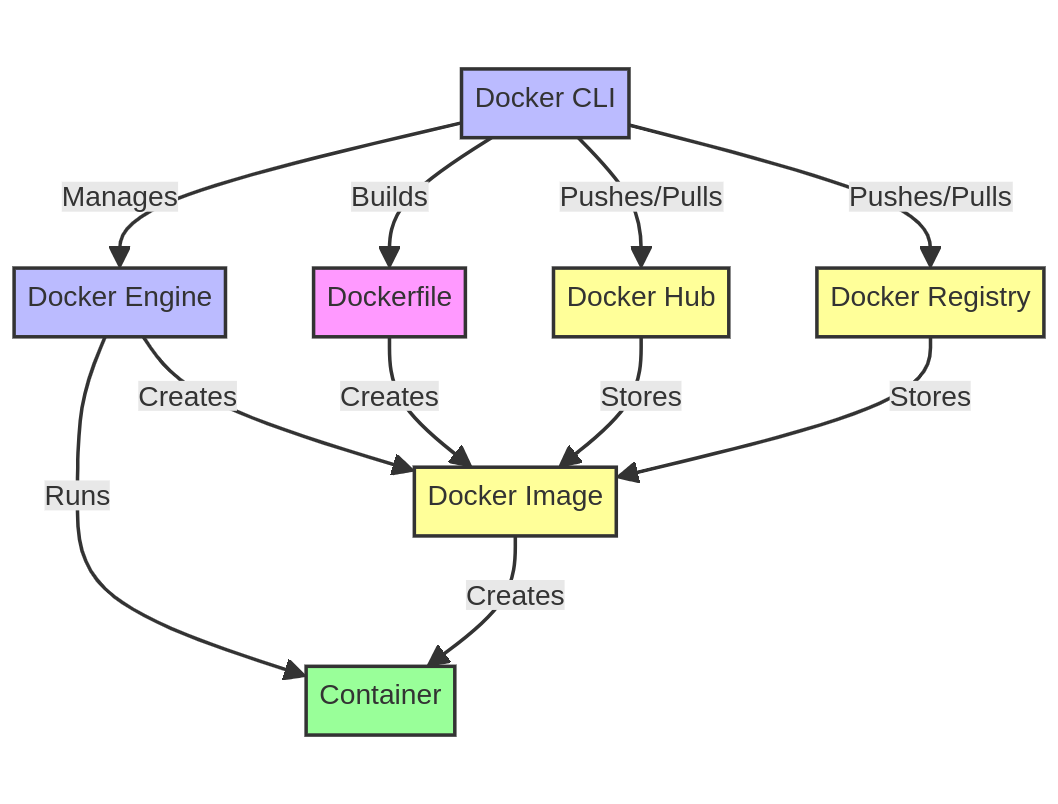 Docker CLI
Manages
Builds
Pushes/Pulls
Pushes/Pulls
Docker Engine
Dockerfile
Docker Hub
Docker Registry
Creates
Creates
Stores
Stores
Runs
Docker Image
Creates
Container